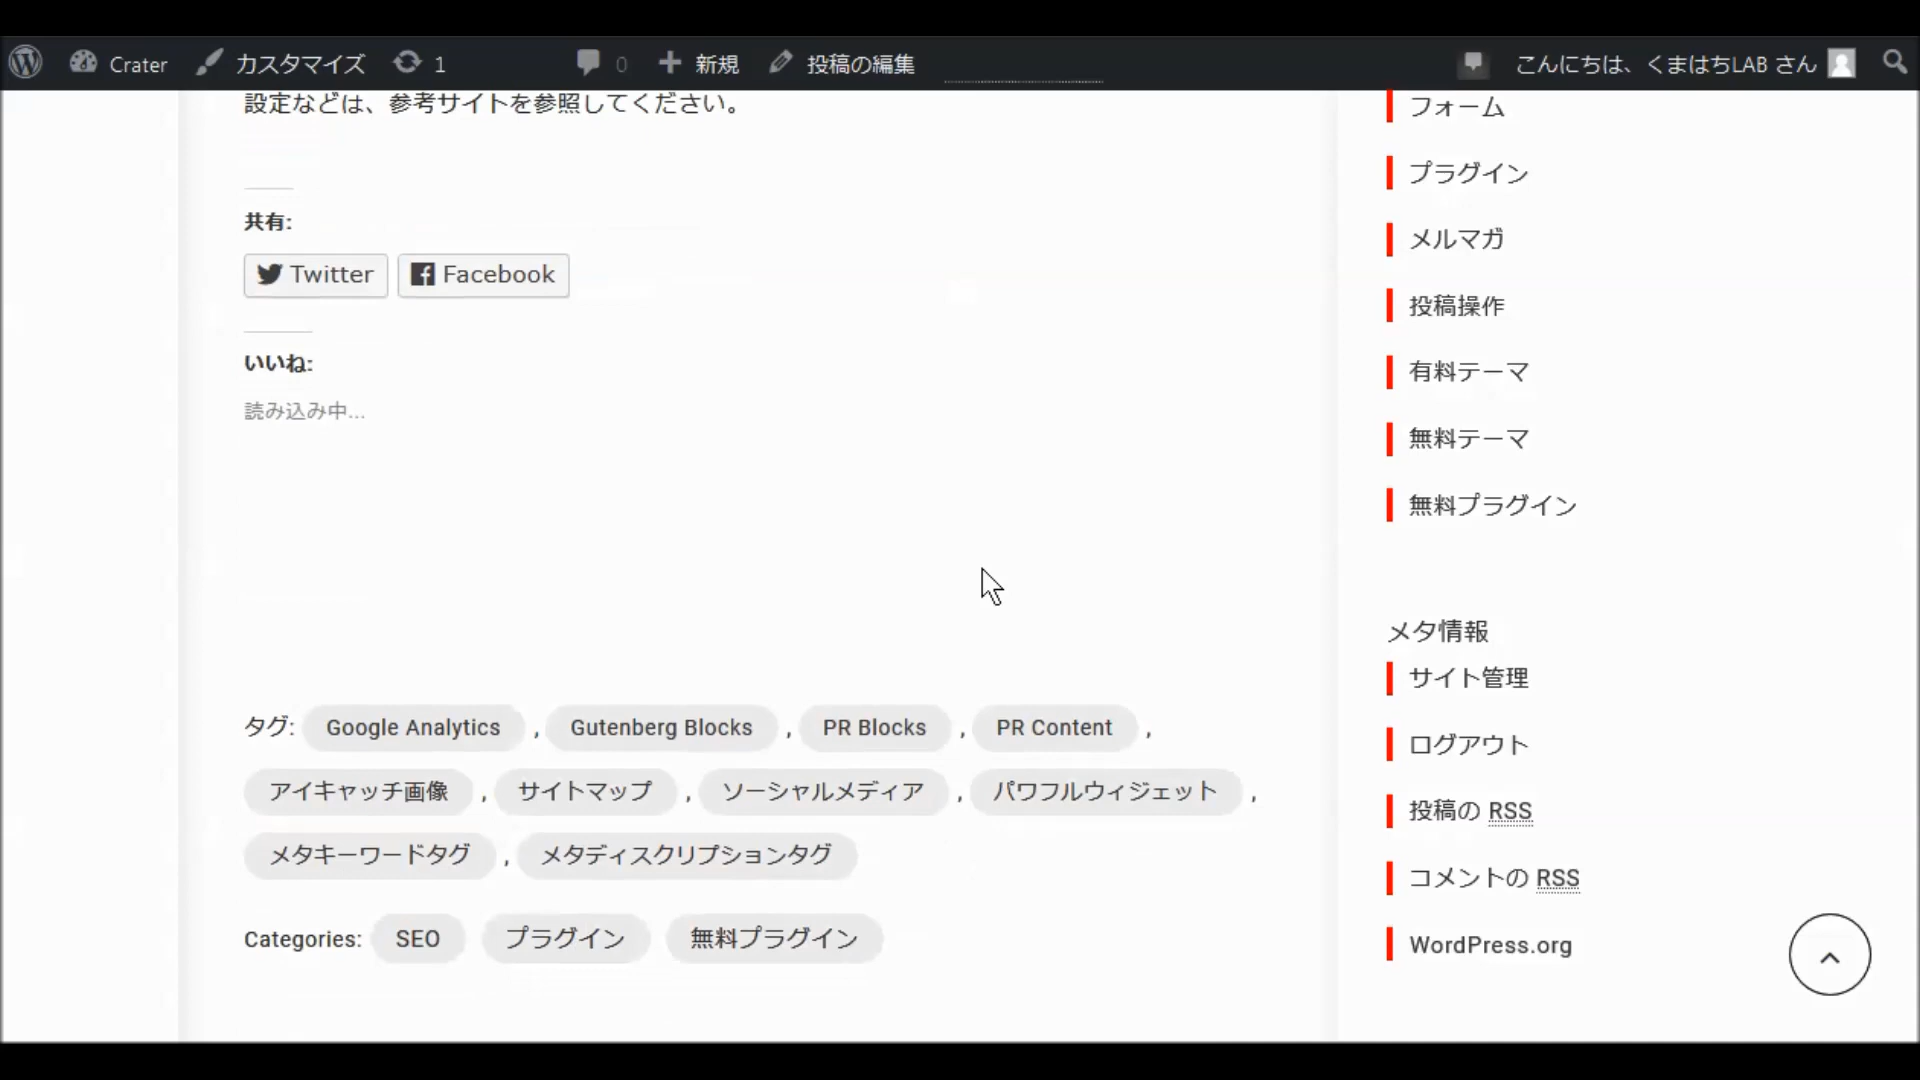 Crater カスタマイズ 1 0 新規 投稿の編集 こんにちは、くまはちLAB さん
設定などは、参考サイトを参照してください。
共有:
Twitter Facebook
いいね:
読み込み中...
タグ: Google Analytics , Gutenberg Blocks , PR Blocks , PR Content ,
アイキャッチ画像 , サイトマップ , ソーシャルメディア , パワフルウィジェット ,
メタキーワードタグ , メタディスクリプションタグ
Categories: SEO プラグイン 無料プラグイン
フォーム
プラグイン
メルマガ
投稿操作
有料テーマ
無料テーマ
無料プラグイン
メタ情報
サイト管理
ログアウト
投稿の RSS
コメントの RSS
WordPress.org